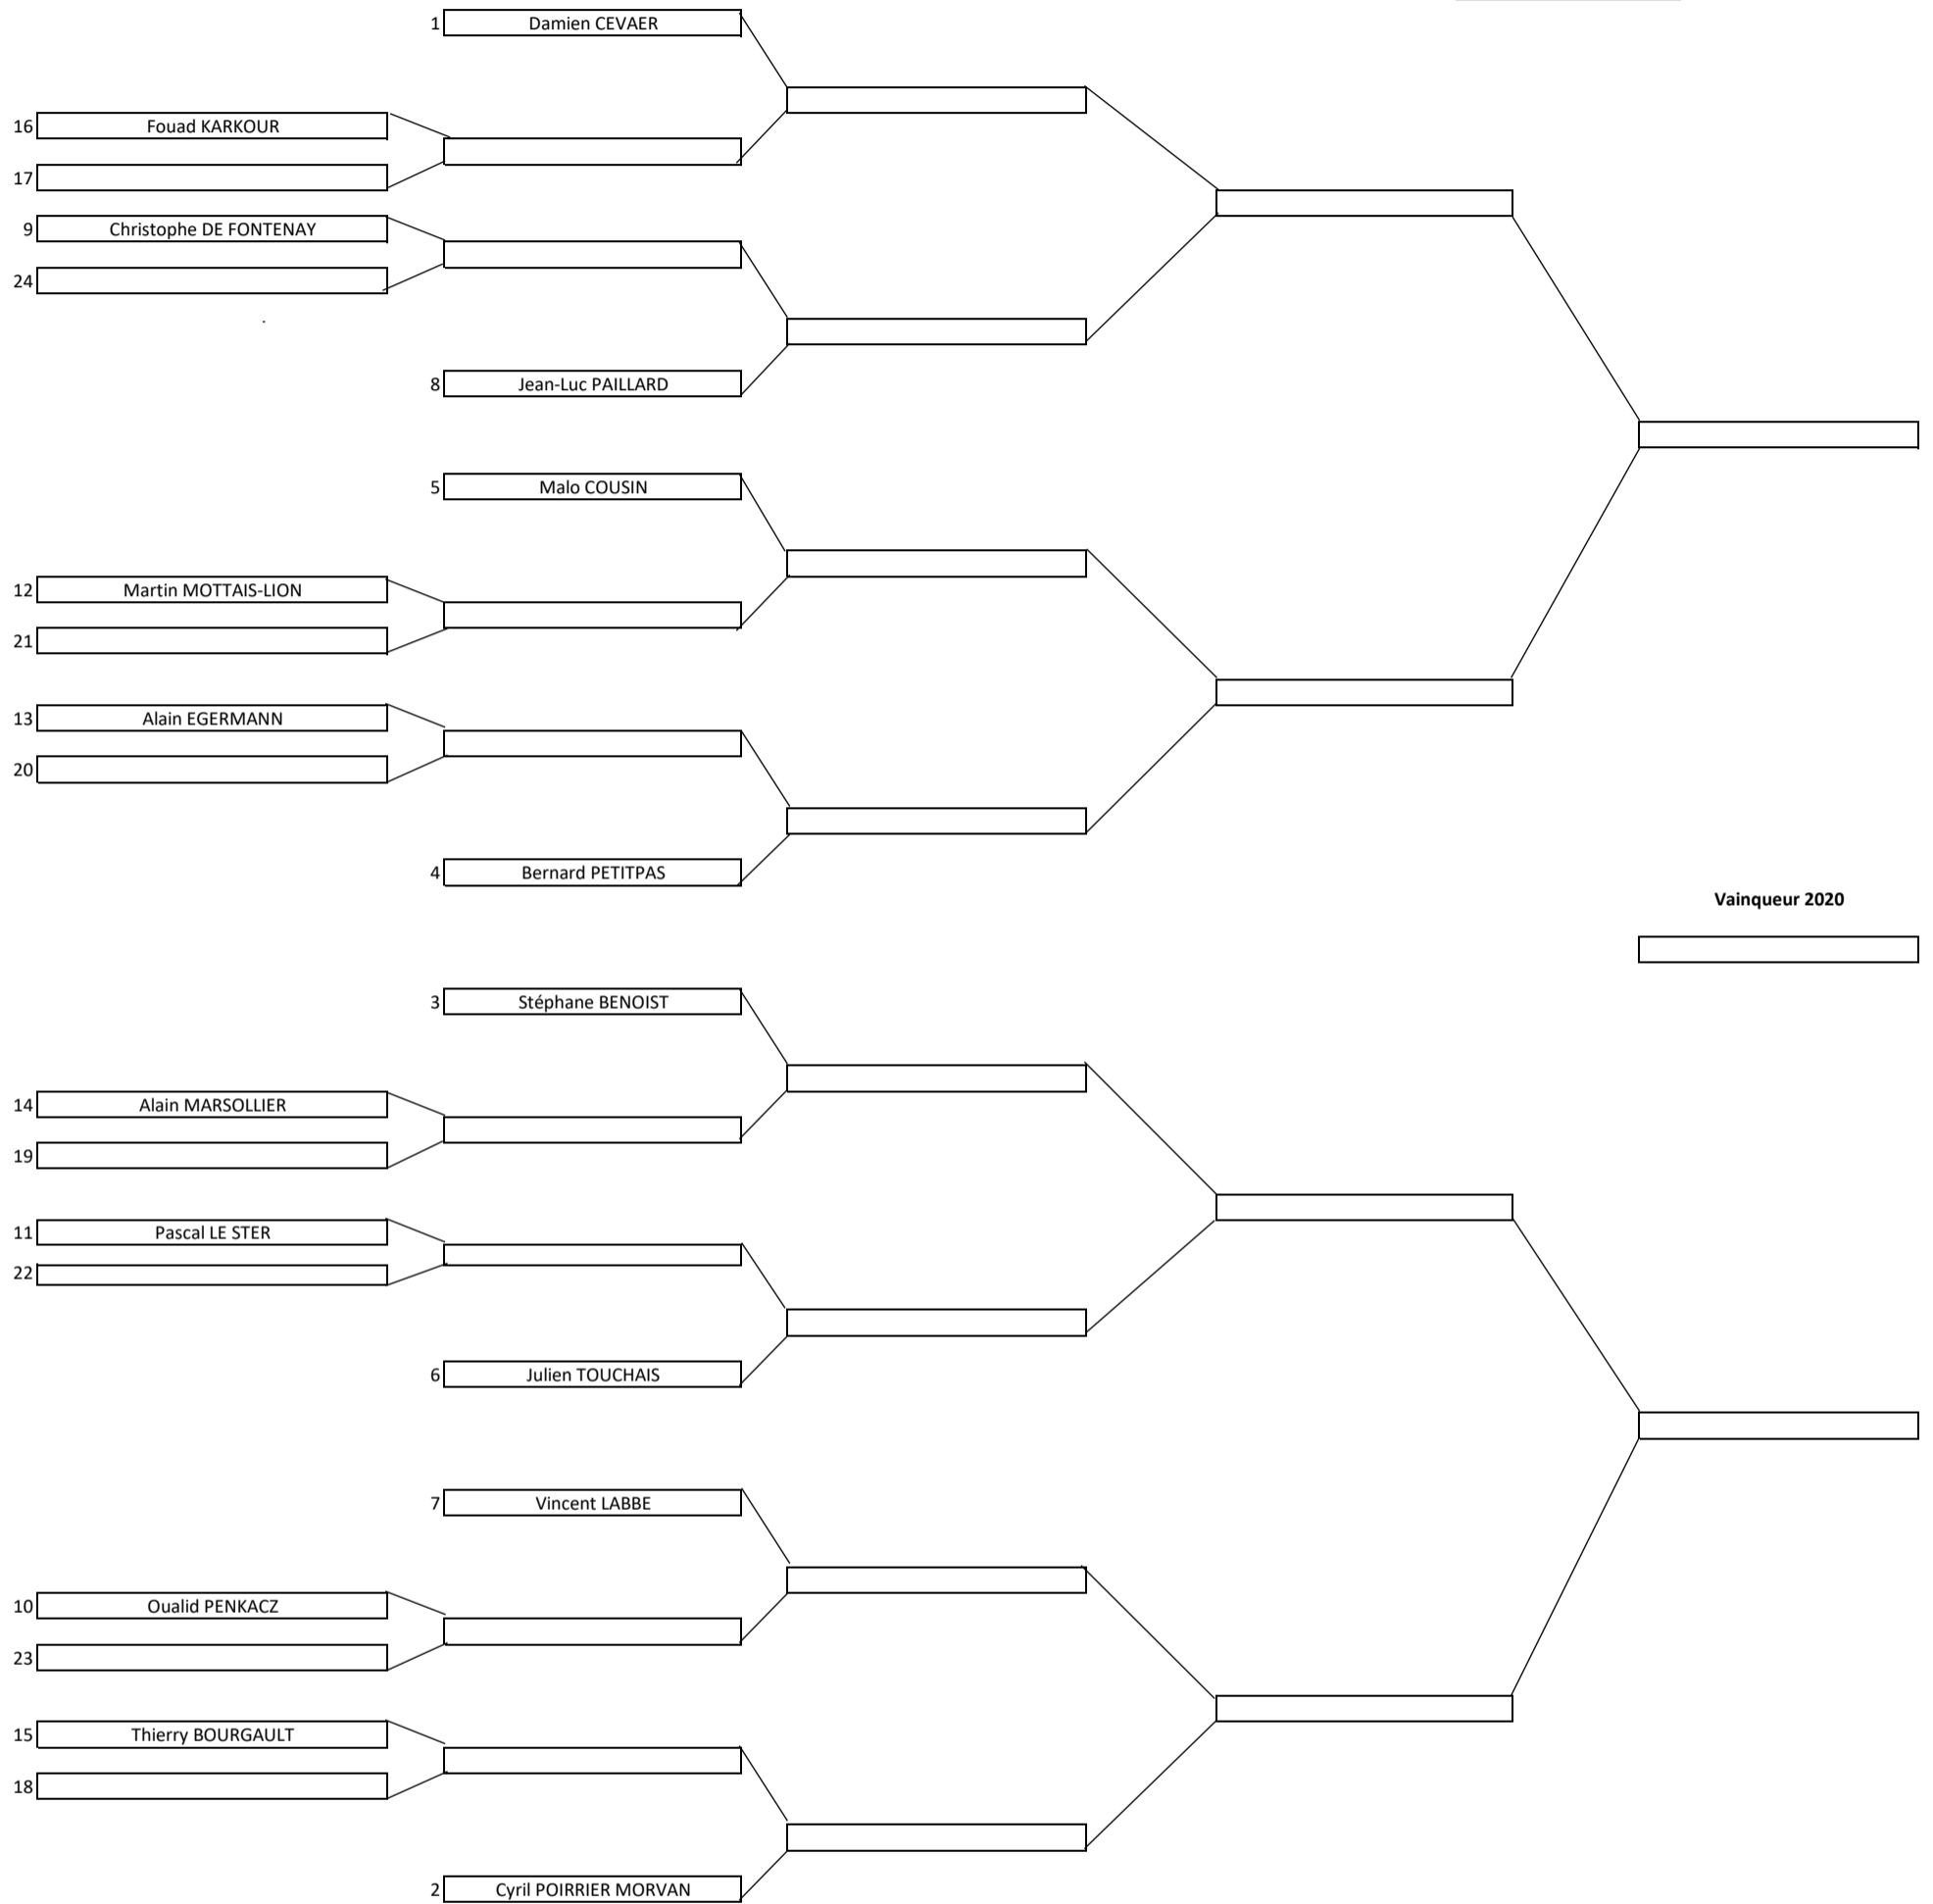 1 Damien CEVAER
16 Fouad KARKOUR
17
9 Christophe DE FONTENAY
24
.
8 Jean-Luc PAILLARD
5 Malo COUSIN
12 Martin MOTTAIS-LION
21
13 Alain EGERMANN
20
4 Bernard PETITPAS
Vainqueur 2020
3 Stéphane BENOIST
14 Alain MARSOLLIER
19
11 Pascal LE STER
22
6 Julien TOUCHAIS
7 Vincent LABBE
10 Oualid PENKACZ
23
15 Thierry BOURGAULT
18
2 Cyril POIRRIER MORVAN